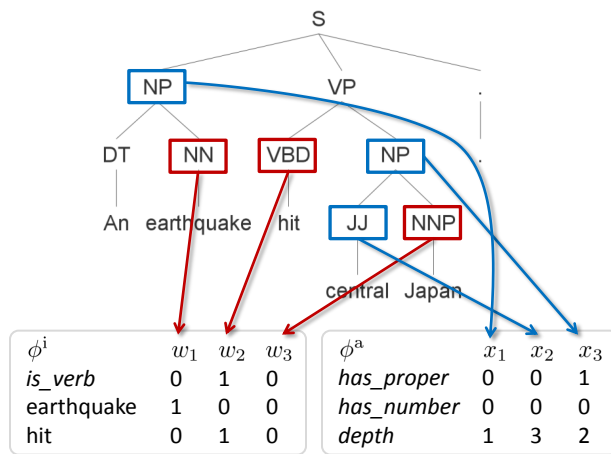 S
NP VP .
DT NN VBD NP .
An earthquake hit JJ NNP
central Japan
ϕⁱ w₁ w₂ w₃
is_verb 0 1 0
earthquake 1 0 0
hit 0 1 0
ϕᵃ x₁ x₂ x₃
has_proper 0 0 1
has_number 0 0 0
depth 1 3 2